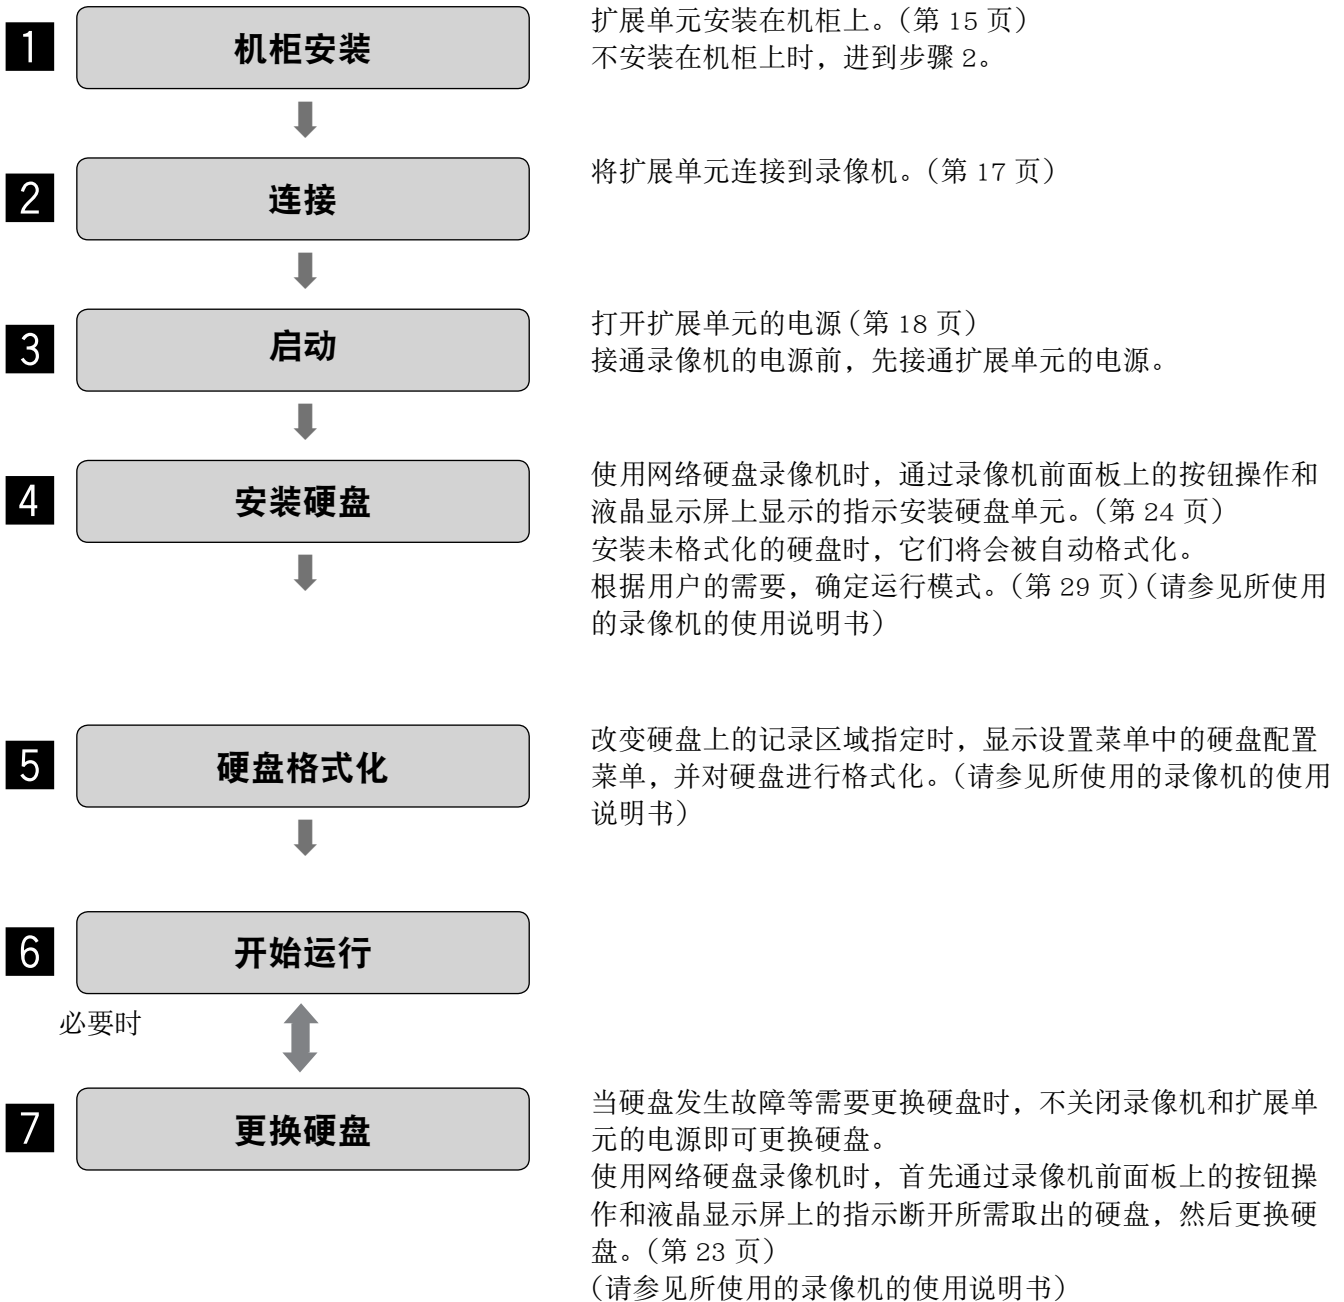 1
机柜安装
扩展单元安装在机柜上。(第 15 页)
不安装在机柜上时，进到步骤 2。
2
连接
将扩展单元连接到录像机。(第 17 页)
3
启动
打开扩展单元的电源(第 18 页)
接通录像机的电源前，先接通扩展单元的电源。
4
安装硬盘
使用网络硬盘录像机时，通过录像机前面板上的按钮操作和
液晶显示屏上显示的指示安装硬盘单元。(第 24 页)
安装未格式化的硬盘时，它们将会被自动格式化。
根据用户的需要，确定运行模式。(第 29 页)(请参见所使用
的录像机的使用说明书)
5
硬盘格式化
改变硬盘上的记录区域指定时，显示设置菜单中的硬盘配置
菜单，并对硬盘进行格式化。(请参见所使用的录像机的使用
说明书)
6
开始运行
必要时
7
更换硬盘
当硬盘发生故障等需要更换硬盘时，不关闭录像机和扩展单
元的电源即可更换硬盘。
使用网络硬盘录像机时，首先通过录像机前面板上的按钮操
作和液晶显示屏上的指示断开所需取出的硬盘，然后更换硬
盘。(第 23 页)
(请参见所使用的录像机的使用说明书)